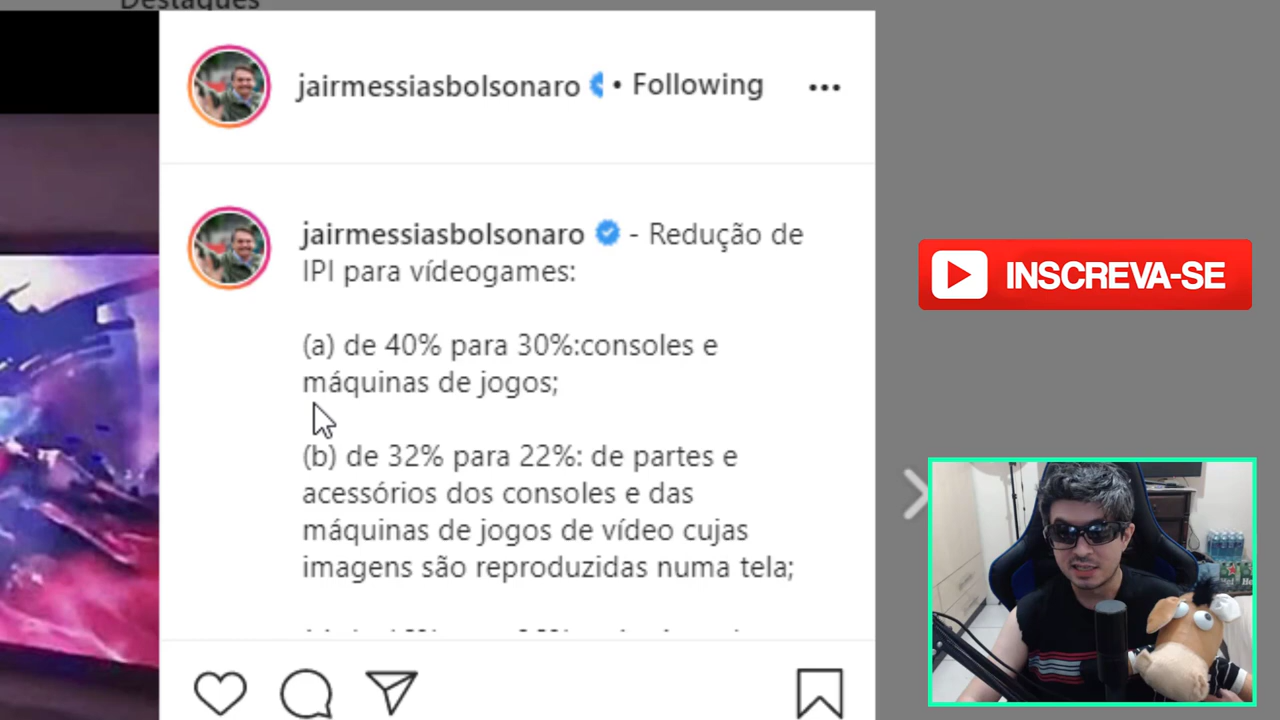 Destaques
jairmessiasbolsonaro • Following
jairmessiasbolsonaro - Redução de
IPI para vídeogames:
(a) de 40% para 30%:consoles e
máquinas de jogos;
(b) de 32% para 22%: de partes e
acessórios dos consoles e das
máquinas de jogos de vídeo cujas
imagens são reproduzidas numa tela;
INSCREVA-SE